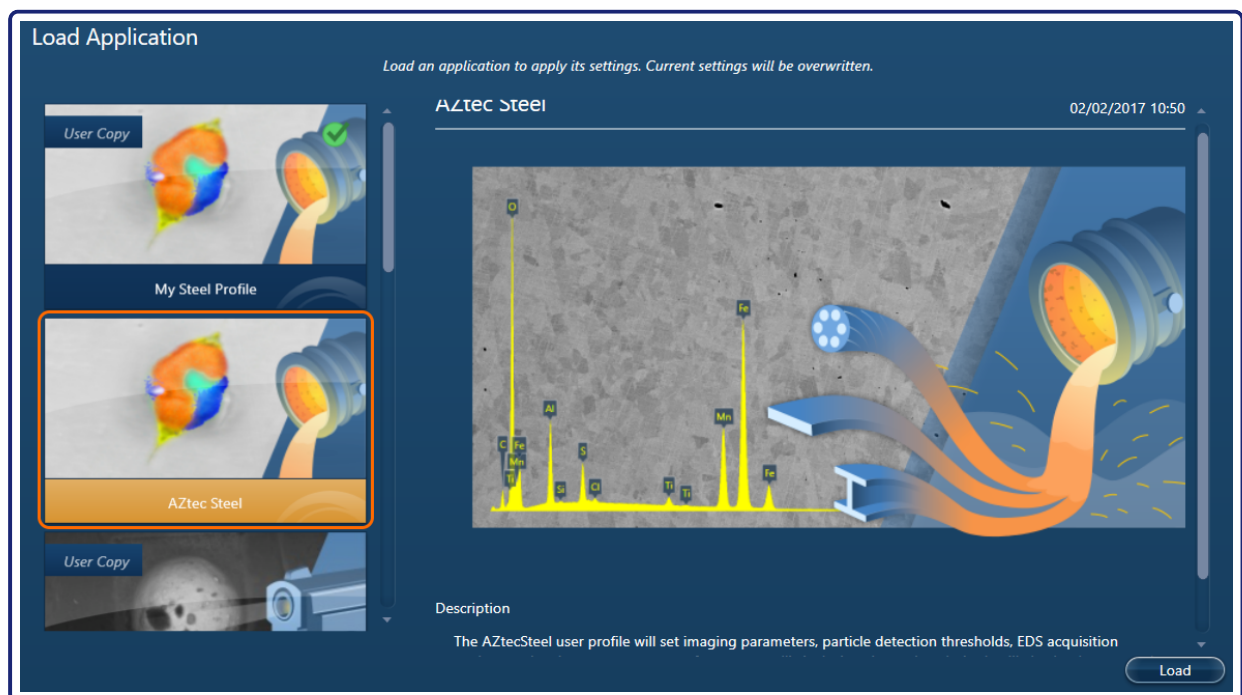 Load Application
Load an application to apply its settings. Current settings will be overwritten.
User Copy
My Steel Profile
AZtec Steel
User Copy
AZtec Steel
02/02/2017 10:50
O
Fe
Al
Mn
C
Fe
S
Mn
Ti
Si
Cl
Ti
Ti
Fe
Description
The AZtecSteel user profile will set imaging parameters, particle detection thresholds, EDS acquisition
Load